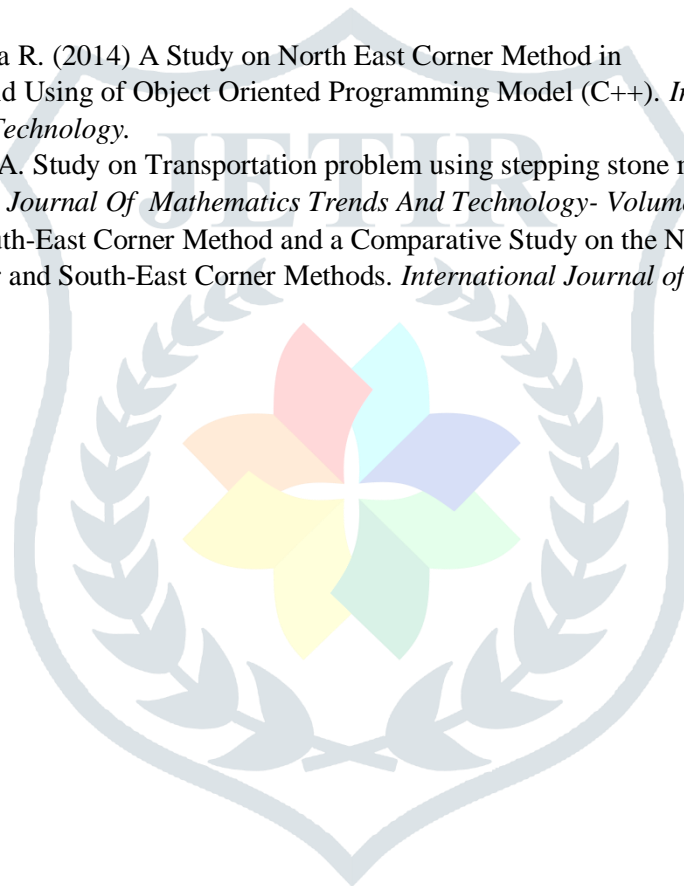 a R. (2014) A Study on North East Corner Method in
d Using of Object Oriented Programming Model (C++). In
Technology.
A. Study on Transportation problem using stepping stone
Journal Of Mathematics Trends And Technology- Volum
uth-East Corner Method and a Comparative Study on the N
and South-East Corner Methods. International Journal of
JETIR